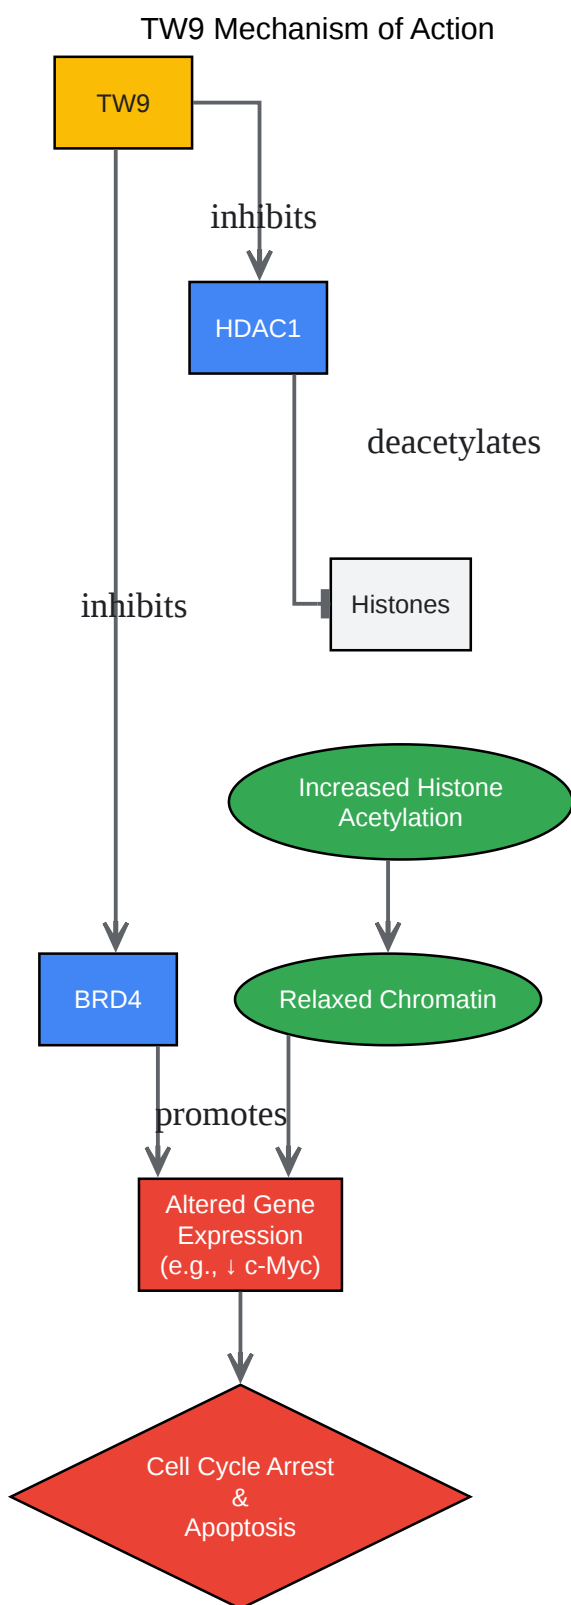 TW9 Mechanism of Action
TW9
inhibits
HDAC1
deacetylates
inhibits
Histones
Increased Histone
Acetylation
BRD4
Relaxed Chromatin
promotes
Altered Gene
Expression
(e.g., ↓ c-Myc)
Cell Cycle Arrest
&
Apoptosis